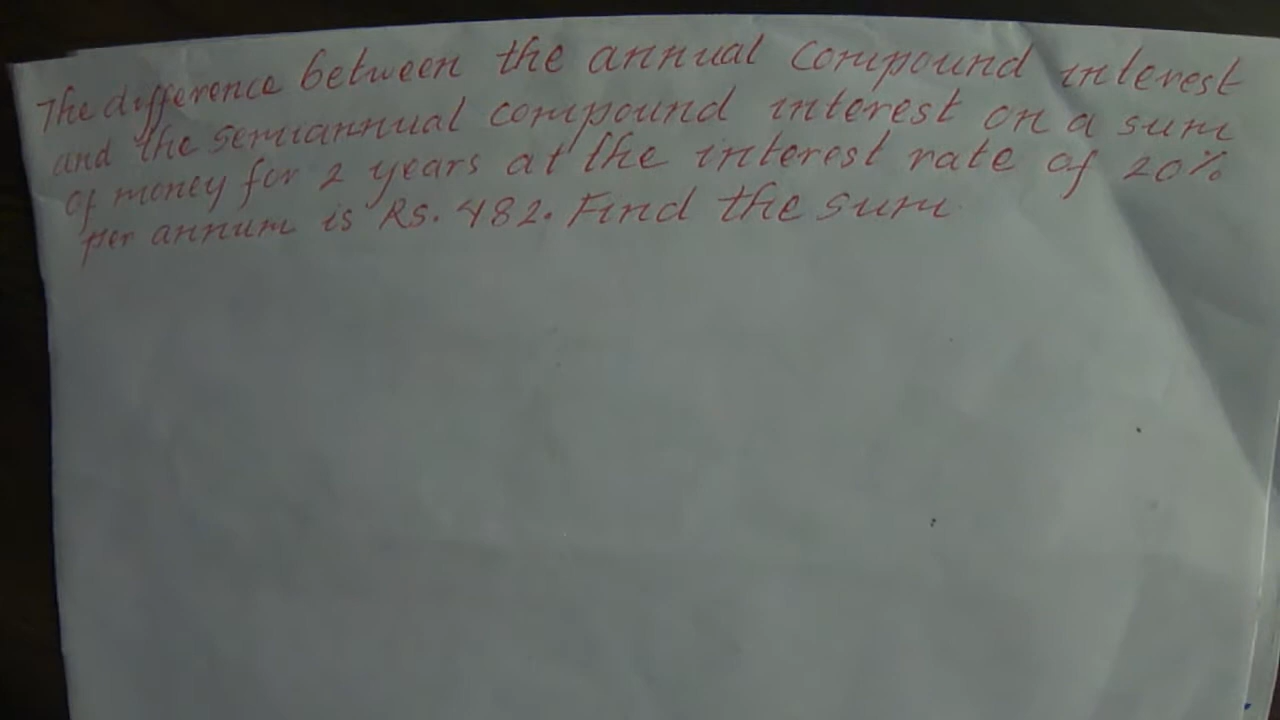 The difference between the annual compound interest
and the semiannual compound interest on a sum
of money for 2 years at the interest rate of 20%
per annum is Rs. 482. Find the sum